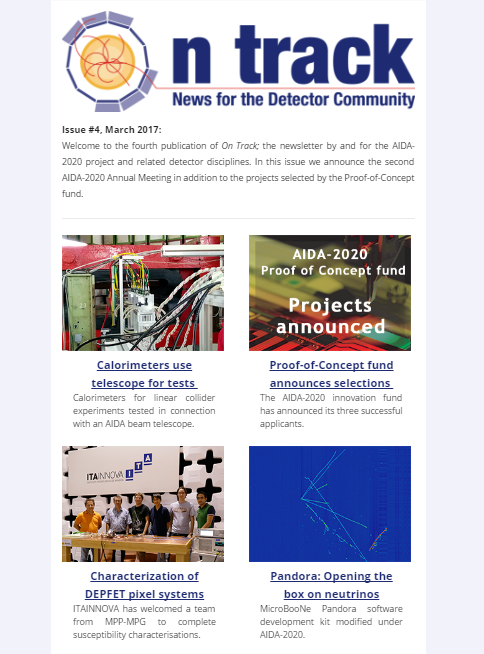 On track
News for the Detector Community
Issue #4, March 2017:
Welcome to the fourth publication of On Track; the newsletter by and for the AIDA-
2020 project and related detector disciplines. In this issue we announce the second
AIDA-2020 Annual Meeting in addition to the projects selected by the Proof-of-Concept
fund.
AIDA-2020
Proof of Concept fund
Projects
announced
Calorimeters use
telescope for tests
Calorimeters for linear collider
experiments tested in connection
with an AIDA beam telescope.
Proof-of-Concept fund
announces selections
The AIDA-2020 innovation fund
has announced its three successful
applicants.
ITAINNOVA
ITA
Characterization of
DEPFET pixel systems
ITAINNOVA has welcomed a team
from MPP-MPG to complete
susceptibility characterisations.
Pandora: Opening the
box on neutrinos
MicroBooNe Pandora software
development kit modified under
AIDA-2020.